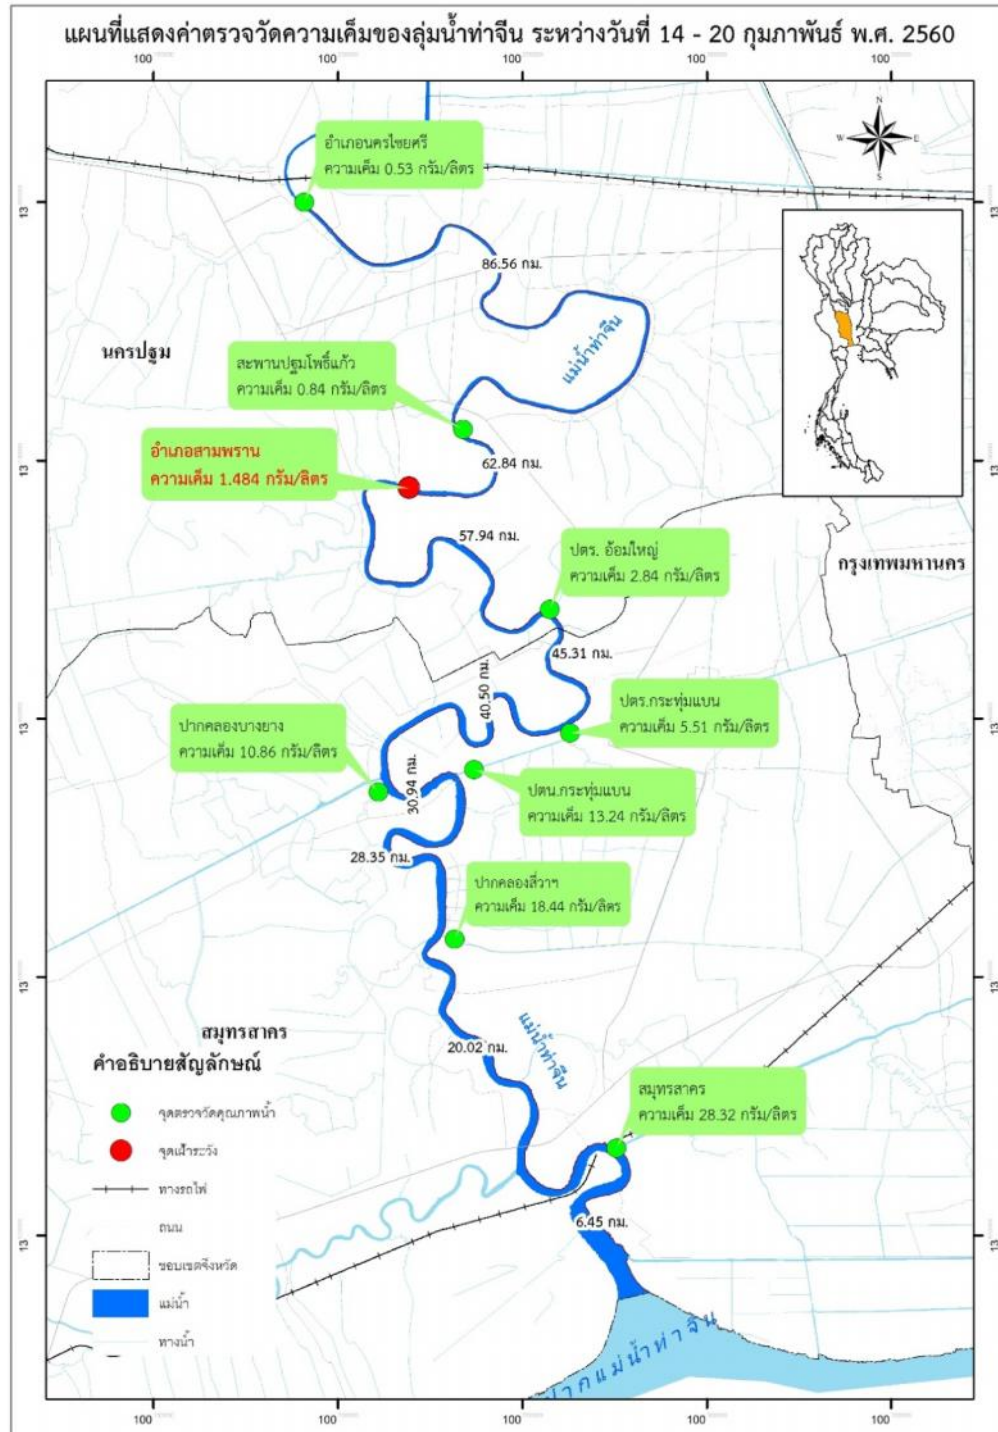 แผนที่แสดงค่าตรวจวัดความเค็มของลุ่มน้ำท่าจีน ระหว่างวันที่ 14 - 20 กุมภาพันธ์ พ.ศ. 2560
100
100
100
100
100
N
W
E
S
อำเภอนครไชยศรี
ความเค็ม 0.53 กรัม/ลิตร
13
13
86.56 กม.
แม่น้ำท่าจีน
นครปฐม
สะพานปฐมโพธิ์แก้ว
ความเค็ม 0.84 กรัม/ลิตร
อำเภอสามพราน
ความเค็ม 1.484 กรัม/ลิตร
62.84 กม.
13
13
57.94 กม.
ปตร. อ้อมใหญ่
ความเค็ม 2.84 กรัม/ลิตร
กรุงเทพมหานคร
45.31 กม.
40.50 กม.
ปตร.กระทุ่มแบน
ความเค็ม 5.51 กรัม/ลิตร
13
13
ปากคลองบางยาง
ความเค็ม 10.86 กรัม/ลิตร
30.94 กม.
ปตน.กระทุ่มแบน
ความเค็ม 13.24 กรัม/ลิตร
28.35 กม.
ปากคลองสี่วาฯ
ความเค็ม 18.44 กรัม/ลิตร
13
13
สมุทรสาคร
20.02 กม.
แม่น้ำท่าจีน
คำอธิบายสัญลักษณ์
สมุทรสาคร
ความเค็ม 28.32 กรัม/ลิตร
จุดตรวจวัดคุณภาพน้ำ
จุดเฝ้าระวัง
ทางรถไฟ
ถนน
ขอบเขตจังหวัด
แม่น้ำ
ทางน้ำ
6.45 กม.
13
13
ปากแม่น้ำท่าจีน
100
100
100
100
100